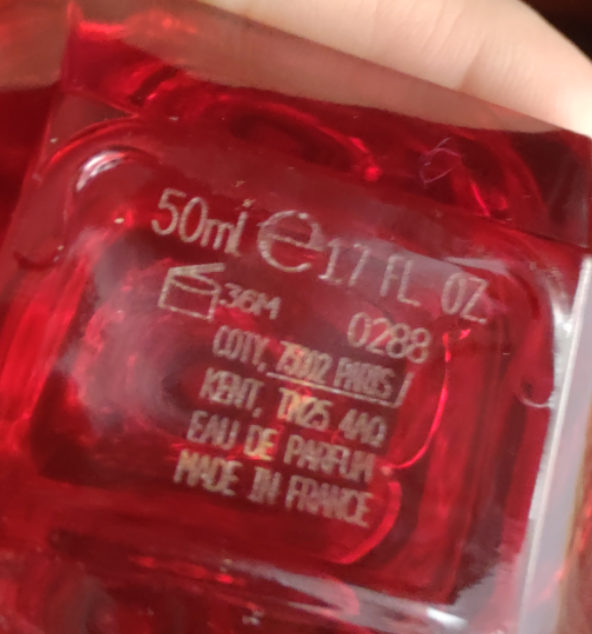 50ml e 1.7 FL. OZ.
36M 0288
COTY, 75002 PARIS /
KENT, TN25 4AQ
EAU DE PARFUM
MADE IN FRANCE